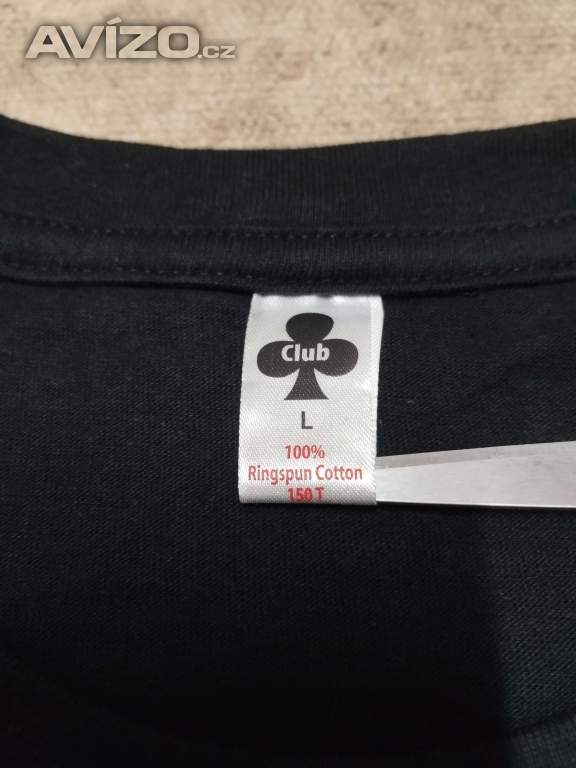 AVÍZO.cz
Club
L
100%
Ringspun Cotton
150 T